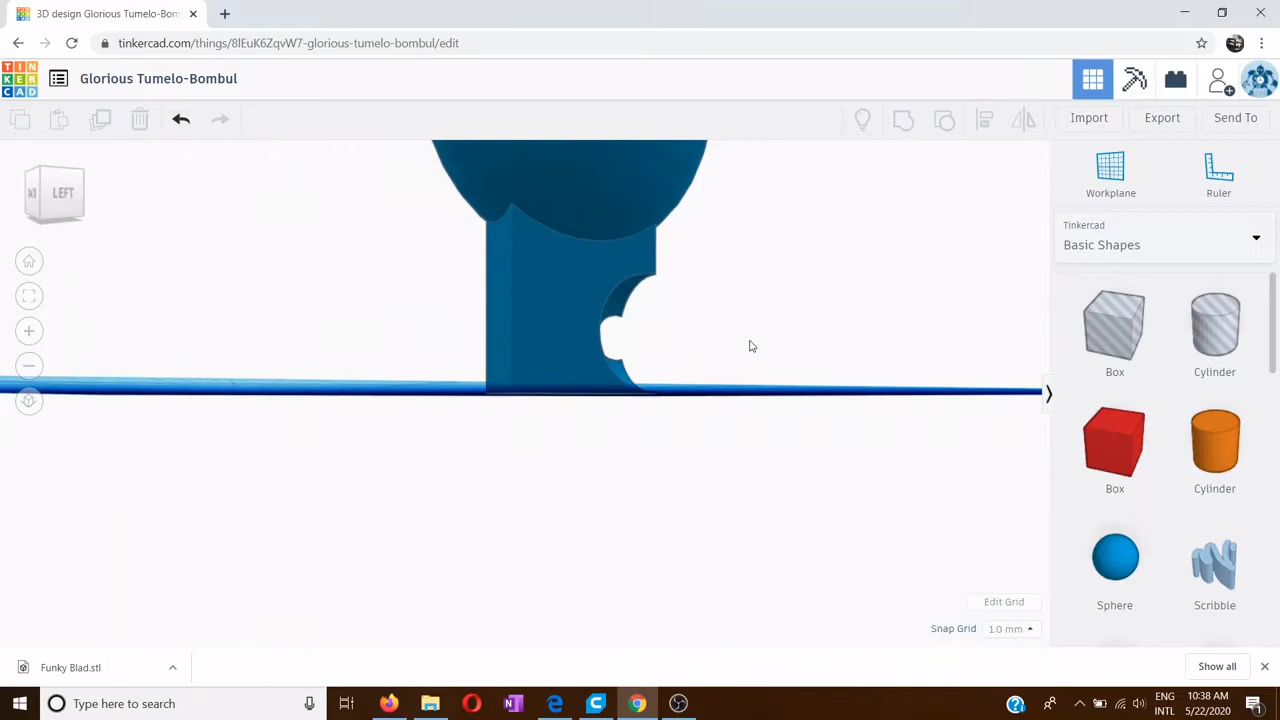 3D design Glorious Tumelo-Bom
tinkercad.com/things/8lEuK6ZqvW7-glorious-tumelo-bombul/edit
TIN
KER
CAD
Glorious Tumelo-Bombul
Import
Export
Send To
LEFT
Workplane
Ruler
Tinkercad
Basic Shapes
Box
Cylinder
Box
Cylinder
Sphere
Scribble
Edit Grid
Snap Grid
1.0 mm
Funky Blad.stl
Show all
Type here to search
ENG
INTL
10:38 AM
5/22/2020